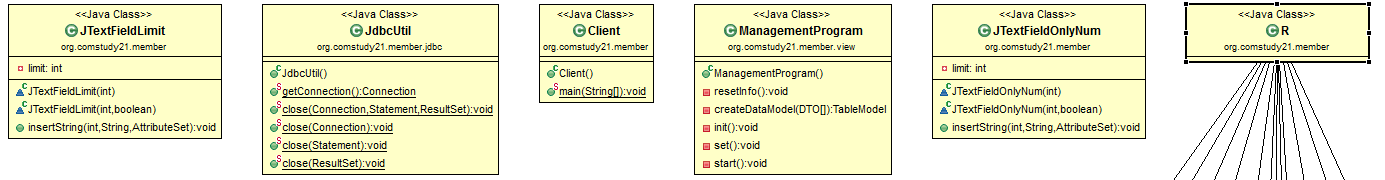 <<Java Class>>
JTextFieldLimit
org.comstudy21.member
limit: int
JTextFieldLimit(int)
JTextFieldLimit(int,boolean)
insertString(int,String,AttributeSet):void
<<Java Class>>
JdbcUtil
org.comstudy21.member.jdbc
JdbcUtil()
getConnection():Connection
close(Connection,Statement,ResultSet):void
close(Connection):void
close(Statement):void
close(ResultSet):void
<<Java Class>>
Client
org.comstudy21.member
Client()
main(String[]):void
<<Java Class>>
ManagementProgram
org.comstudy21.member.view
ManagementProgram()
resetInfo():void
createDataModel(DTO[]):TableModel
init():void
set():void
start():void
<<Java Class>>
JTextFieldOnlyNum
org.comstudy21.member
limit: int
JTextFieldOnlyNum(int)
JTextFieldOnlyNum(int,boolean)
insertString(int,String,AttributeSet):void
<<Java Class>>
R
org.comstudy21.member